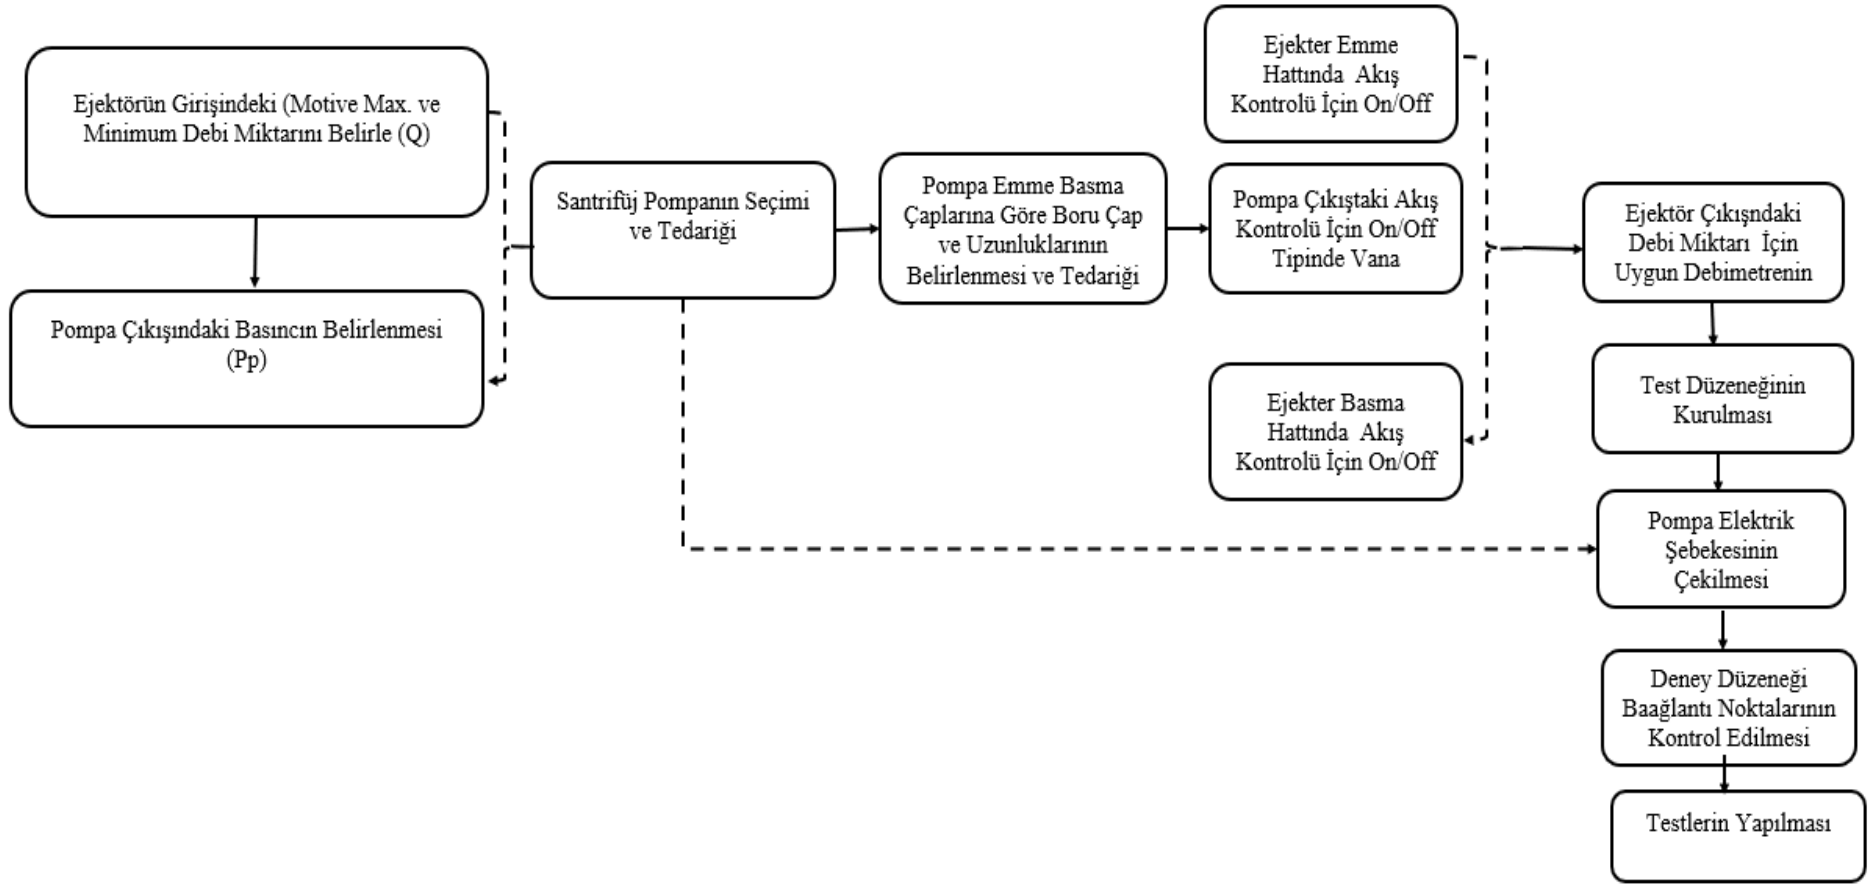 Ejektörün Girişindeki (Motive Max. ve
Minimum Debi Miktarını Belirle (Q)
Pompa Çıkışındaki Basıncın Belirlenmesi
(Pp)
Santrifüj Pompanın Seçimi
ve Tedariği
Pompa Emme Basma
Çaplarına Göre Boru Çap
ve Uzunluklarının
Belirlenmesi ve Tedariği
Ejekter Emme
Hattında Akış
Kontrolü İçin On/Off
Pompa Çıkıştaki Akış
Kontrolü İçin On/Off
Tipinde Vana
Ejekter Basma
Hattında Akış
Kontrolü İçin On/Off
Ejektör Çıkışndaki
Debi Miktarı İçin
Uygun Debimetrenin
Test Düzeneğinin
Kurulması
Pompa Elektrik
Şebekesinin
Çekilmesi
Deney Düzeneği
Baağlantı Noktalarının
Kontrol Edilmesi
Testlerin Yapılması